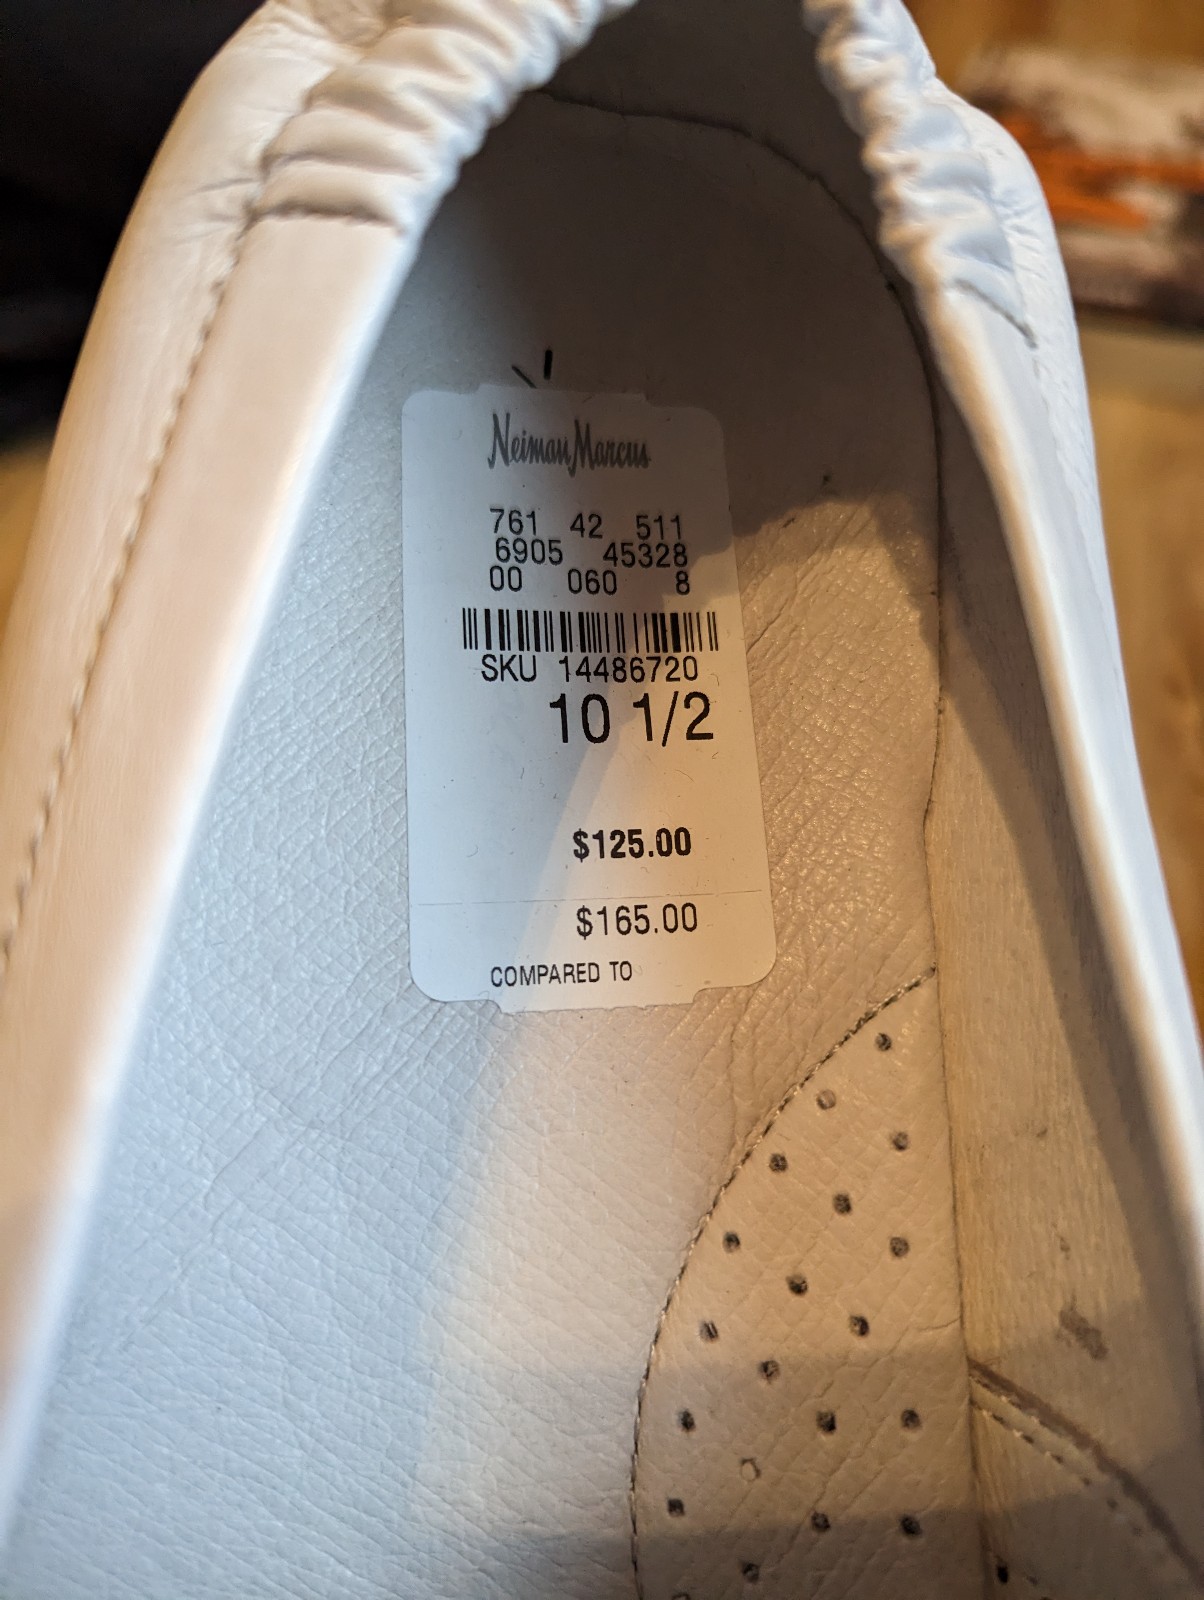 Neiman Marcus
761 42 511
6905 45328
00 060 8
SKU 14486720
10 1/2
$125.00
$165.00
COMPARED TO